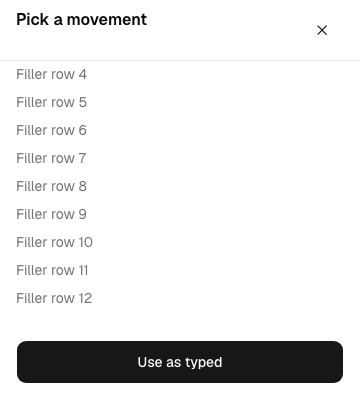 Pick a movement
Filler row 4
Filler row 5
Filler row 6
Filler row 7
Filler row 8
Filler row 9
Filler row 10
Filler row 11
Filler row 12
Use as typed